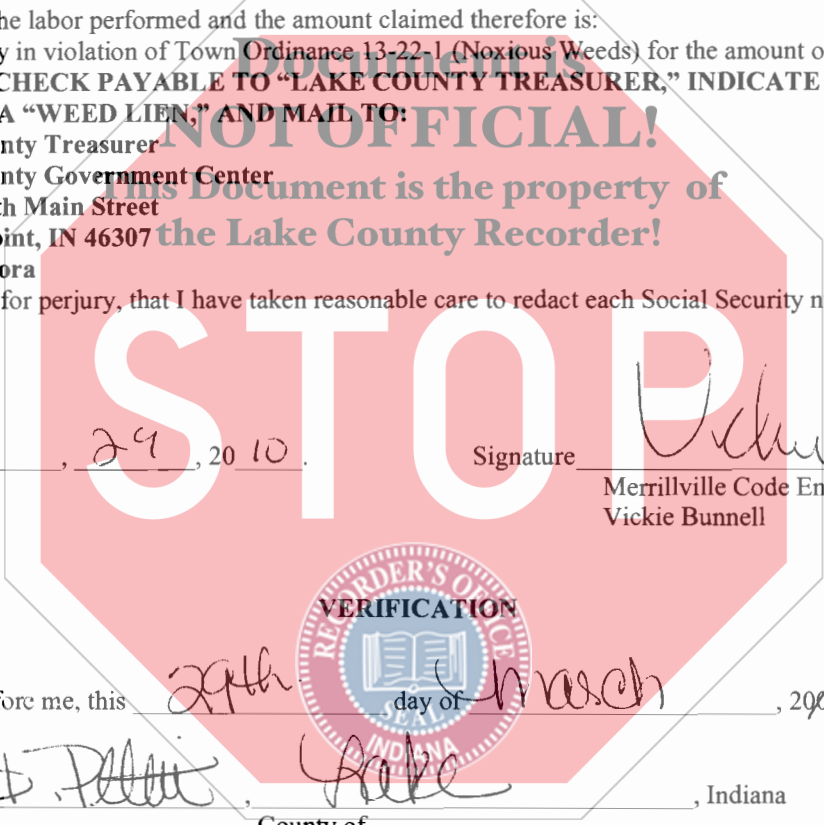 he labor performed and the amount claimed therefore is:
y in violation of Town Ordinance 13-22-1 (Noxious Weeds) for the amount o
Document is
CHECK PAYABLE TO “LAKE COUNTY TREASURER,” INDICATE
A “WEED LIEN,” AND MAIL TO:
NOT OFFICIAL!
nty Treasurer
nty Government Center
This Document is the property of
th Main Street
oint, IN 46307
the Lake County Recorder!
ora
for perjury, that I have taken reasonable care to redact each Social Security n
STOP
, 29, 20 10.
Signature Vicku
Merrillville Code En
Vickie Bunnell
RECORDER'S OFFICE
VERIFICATION
SEAL
INDIANA
fore me, this 29th day of March, 20
Lake, Indiana
County of